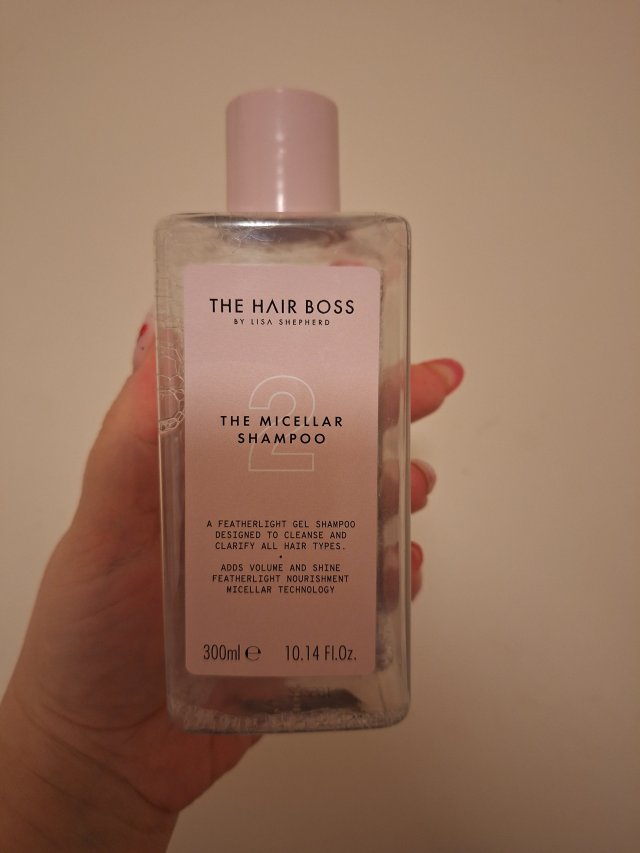 THE HAIR BOSS
BY LISA SHEPHERD
2
THE MICELLAR
SHAMPOO
A FEATHERLIGHT GEL SHAMPOO
DESIGNED TO CLEANSE AND
CLARIFY ALL HAIR TYPES.
•
ADDS VOLUME AND SHINE
FEATHERLIGHT NOURISHMENT
MICELLAR TECHNOLOGY
300ml ℮ 10.14 Fl.Oz.